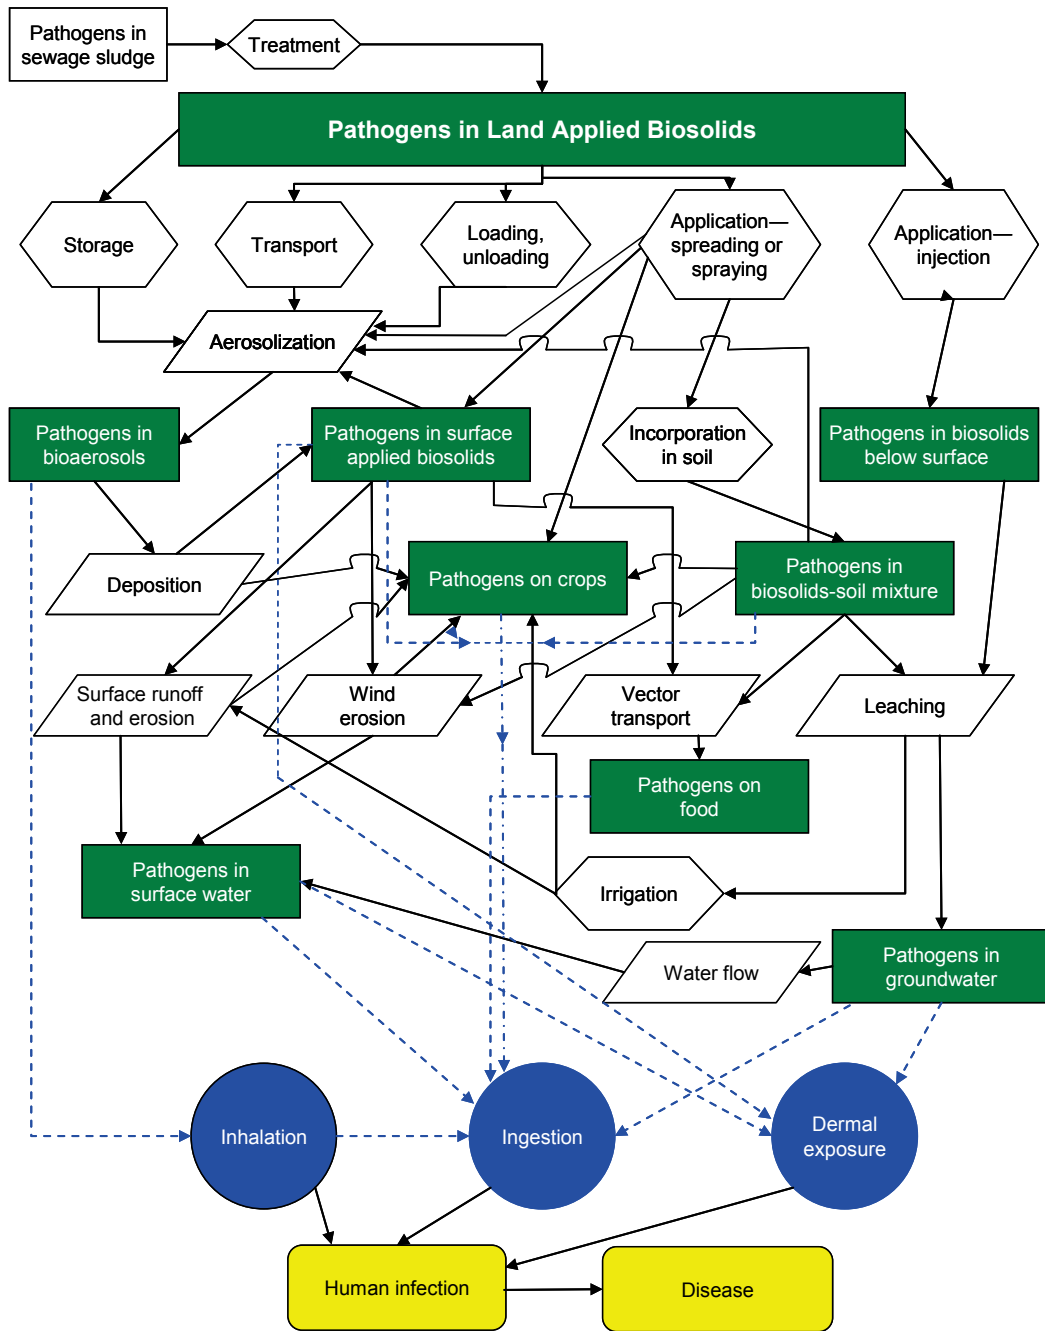 Pathogens in
sewage sludge
Treatment
Pathogens in Land Applied Biosolids
Storage
Transport
Loading,
unloading
Application—
spreading or
spraying
Application—
injection
Aerosolization
Pathogens in
bioaerosols
Pathogens in surface
applied biosolids
Incorporation
in soil
Pathogens in biosolids
below surface
Deposition
Pathogens on crops
Pathogens in
biosolids-soil mixture
Surface runoff
and erosion
Wind
erosion
Vector
transport
Leaching
Pathogens on
food
Pathogens in
surface water
Irrigation
Water flow
Pathogens in
groundwater
Inhalation
Ingestion
Dermal
exposure
Human infection
Disease